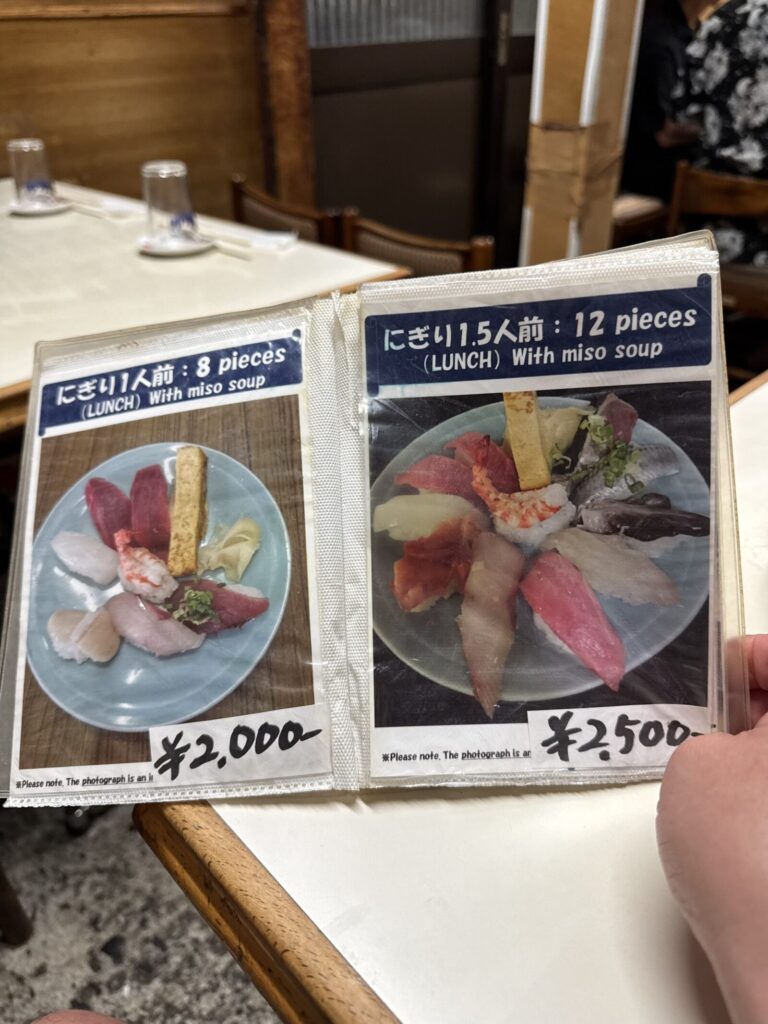 にぎり1人前：8 pieces
（LUNCH）With miso soup
¥2,000-
※Please note. The photograph is an
にぎり1.5人前：12 pieces
（LUNCH）With miso soup
¥2,500-
※Please note. The photograph is an